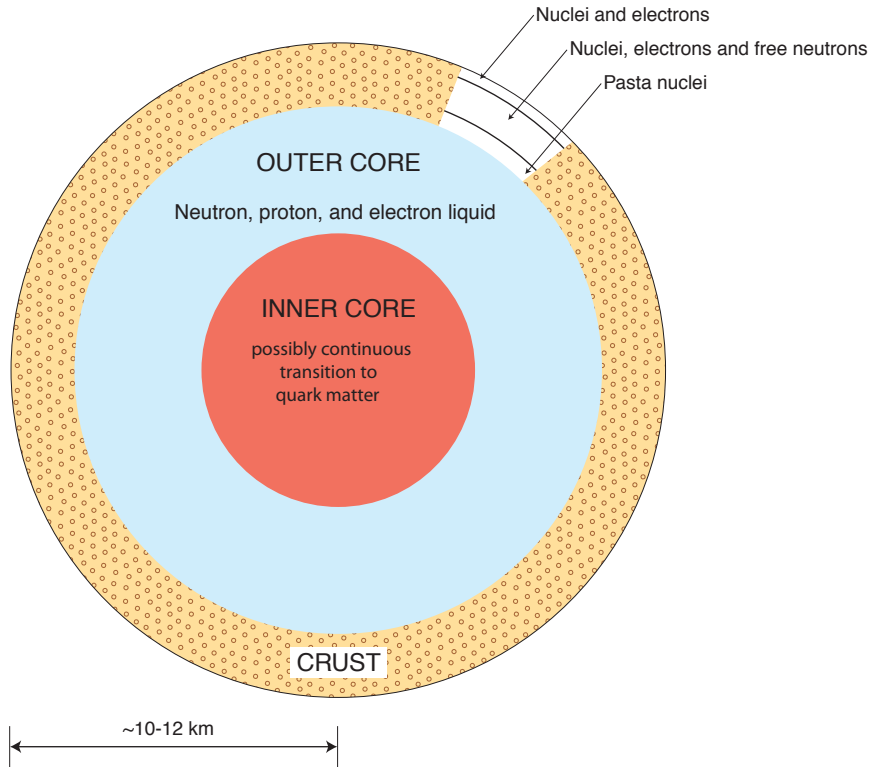 Nuclei and electrons
Nuclei, electrons and free neutrons
Pasta nuclei
OUTER CORE
Neutron, proton, and electron liquid
INNER CORE
possibly continuous
transition to
quark matter
CRUST
~10-12 km